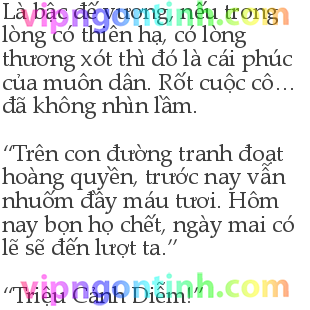 Là bậc đế vương, nếu trong
lòng có thiên hạ, có lòng
thương xót thì đó là cái phúc
của muôn dân. Rốt cuộc cô…
đã không nhìn lầm.

“Trên con đường tranh đoạt
hoàng quyền, trước nay vẫn
nhuốm đầy máu tươi. Hôm
nay bọn họ chết, ngày mai có
lẽ sẽ đến lượt ta.”

“Triệu Cảnh Diễm!”
vipngontinh.com
vipngontinh.com